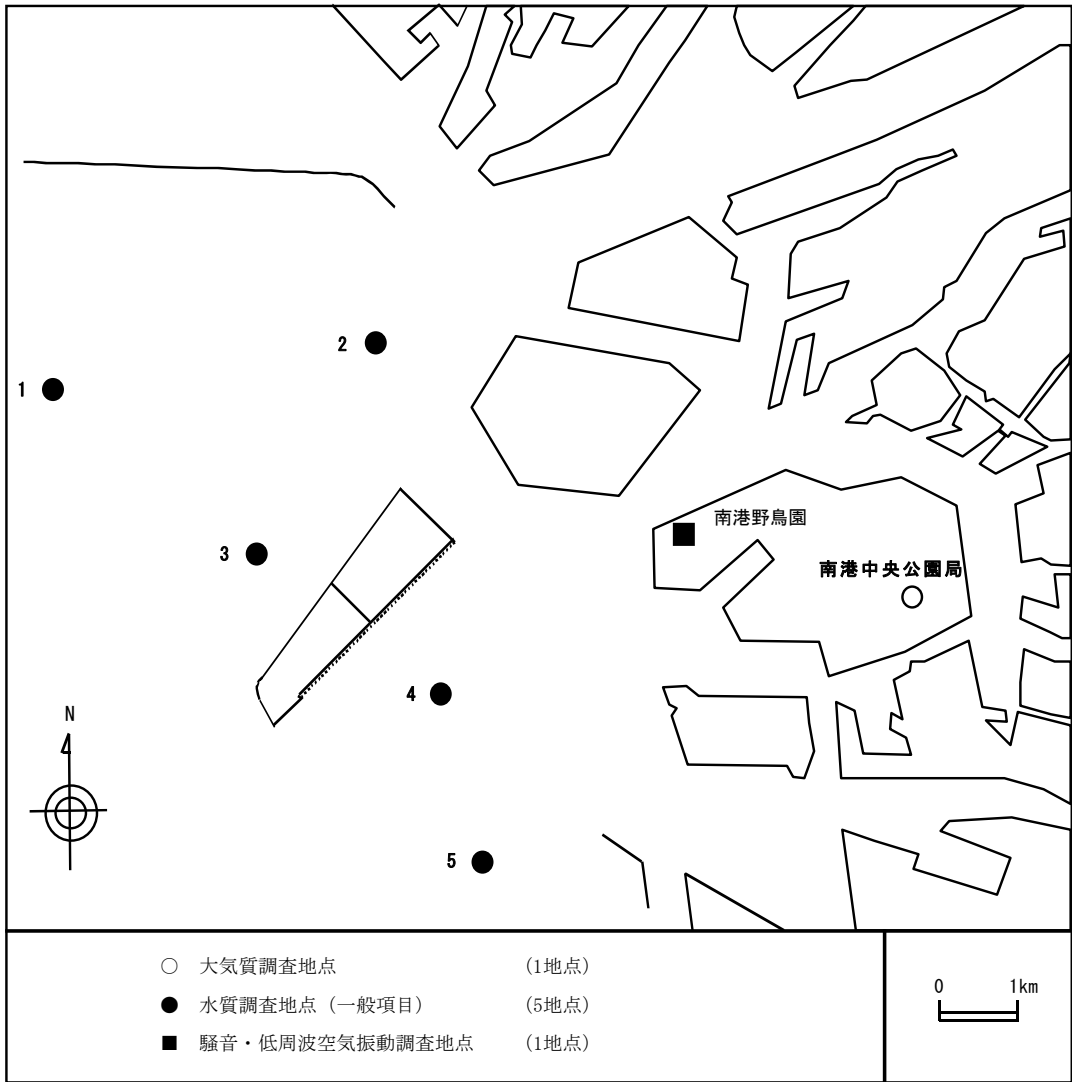 2
1
南港野鳥園
3
南港中央公園局
4
N
5
○ 大気質調査地点 (1地点)
● 水質調査地点（一般項目） (5地点)
■ 騒音・低周波空気振動調査地点 (1地点)
0 1km